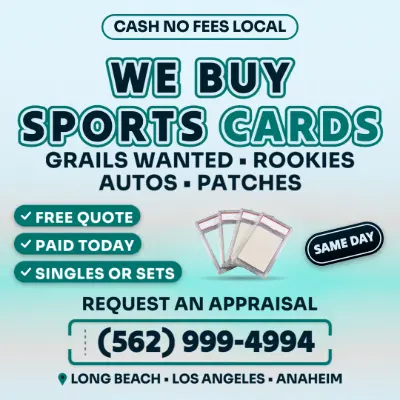 CASH NO FEES LOCAL
WE BUY
SPORTS CARDS
GRAILS WANTED ▪ ROOKIES
AUTOS ▪ PATCHES
FREE QUOTE
PAID TODAY
SINGLES OR SETS
SAME DAY
REQUEST AN APPRAISAL
(562) 999-4994
LONG BEACH ▪ LOS ANGELES ▪ ANAHEIM